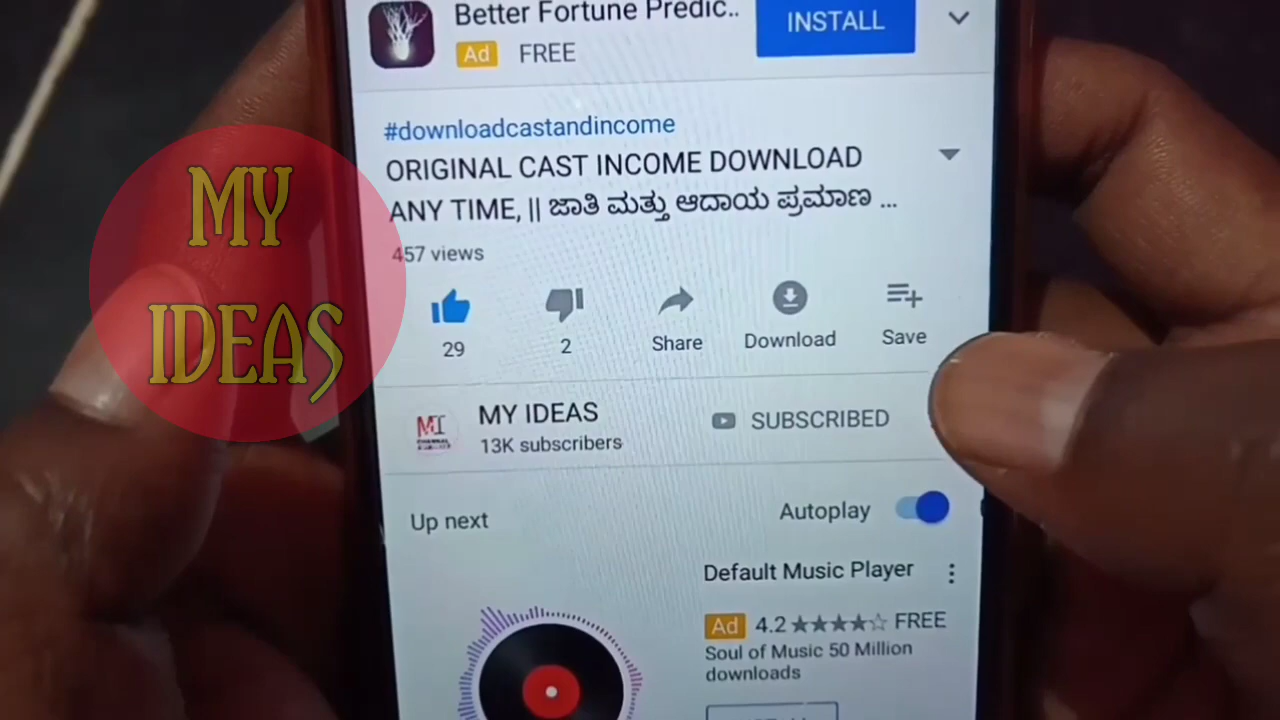 Better Fortune Predic..
INSTALL
Ad FREE
#downloadcastandincome
ORIGINAL CAST INCOME DOWNLOAD
ANY TIME, || ಜಾತಿ ಮತ್ತು ಆದಾಯ ಪ್ರಮಾಣ ...
457 views
29
2
Share
Download
Save
MY IDEAS
13K subscribers
SUBSCRIBED
Up next
Autoplay
Default Music Player
Ad 4.2 ★★★★☆ FREE
Soul of Music 50 Million
downloads
MY
IDEAS
MI